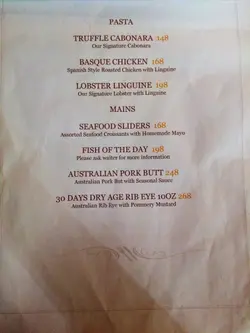 PASTA
TRUFFLE CABONARA 148
Our Signature Cabonara
BASQUE CHICKEN 168
Spanish Style Roasted Chicken with Linguine
LOBSTER LINGUINE 198
Our Signature Lobster with Linguine
MAINS
SEAFOOD SLIDERS 168
Assorted Seafood Croissants with Homemade Mayo
FISH OF THE DAY 198
Please ask waiter for more information
AUSTRALIAN PORK BUTT 248
Australian Pork But with Seasonal Sauce
30 DAYS DRY AGE RIB EYE 10OZ 268
Australian Rib Eye with Pommery Mustard